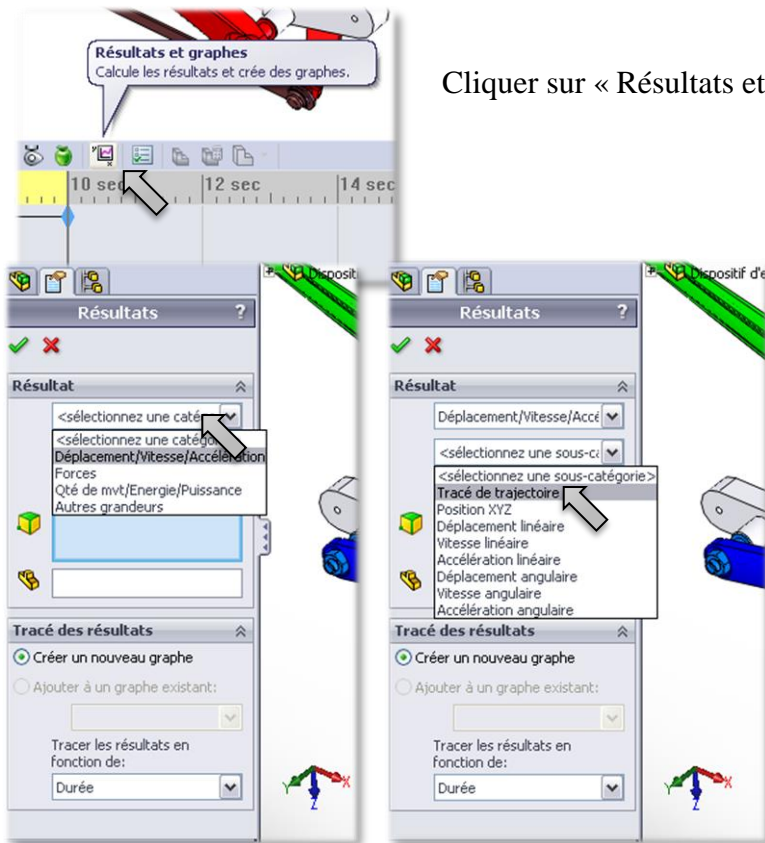 Résultats et graphes
Calcule les résultats et crée des graphes.
Cliquer sur « Résultats et
10 sec
12 sec
14 sec
Disposit
Résultats ?
Résultat
<sélectionnez une caté
<sélectionnez une catégo
Déplacement/Vitesse/Accélération
Forces
Qté de mvt/Energie/Puissance
Autres grandeurs
Tracé des résultats
Créer un nouveau graphe
Ajouter à un graphe existant:
Tracer les résultats en
fonction de:
Durée
Y
X
Z
Dispositif d'e
Résultats ?
Résultat
Déplacement/Vitesse/Accé
<sélectionnez une sous-ca
<sélectionnez une sous-catégorie>
Tracé de trajectoire
Position XYZ
Déplacement linéaire
Vitesse linéaire
Accélération linéaire
Déplacement angulaire
Vitesse angulaire
Accélération angulaire
Tracé des résultats
Créer un nouveau graphe
Ajouter à un graphe existant:
Tracer les résultats en
fonction de:
Durée
Y
X
Z